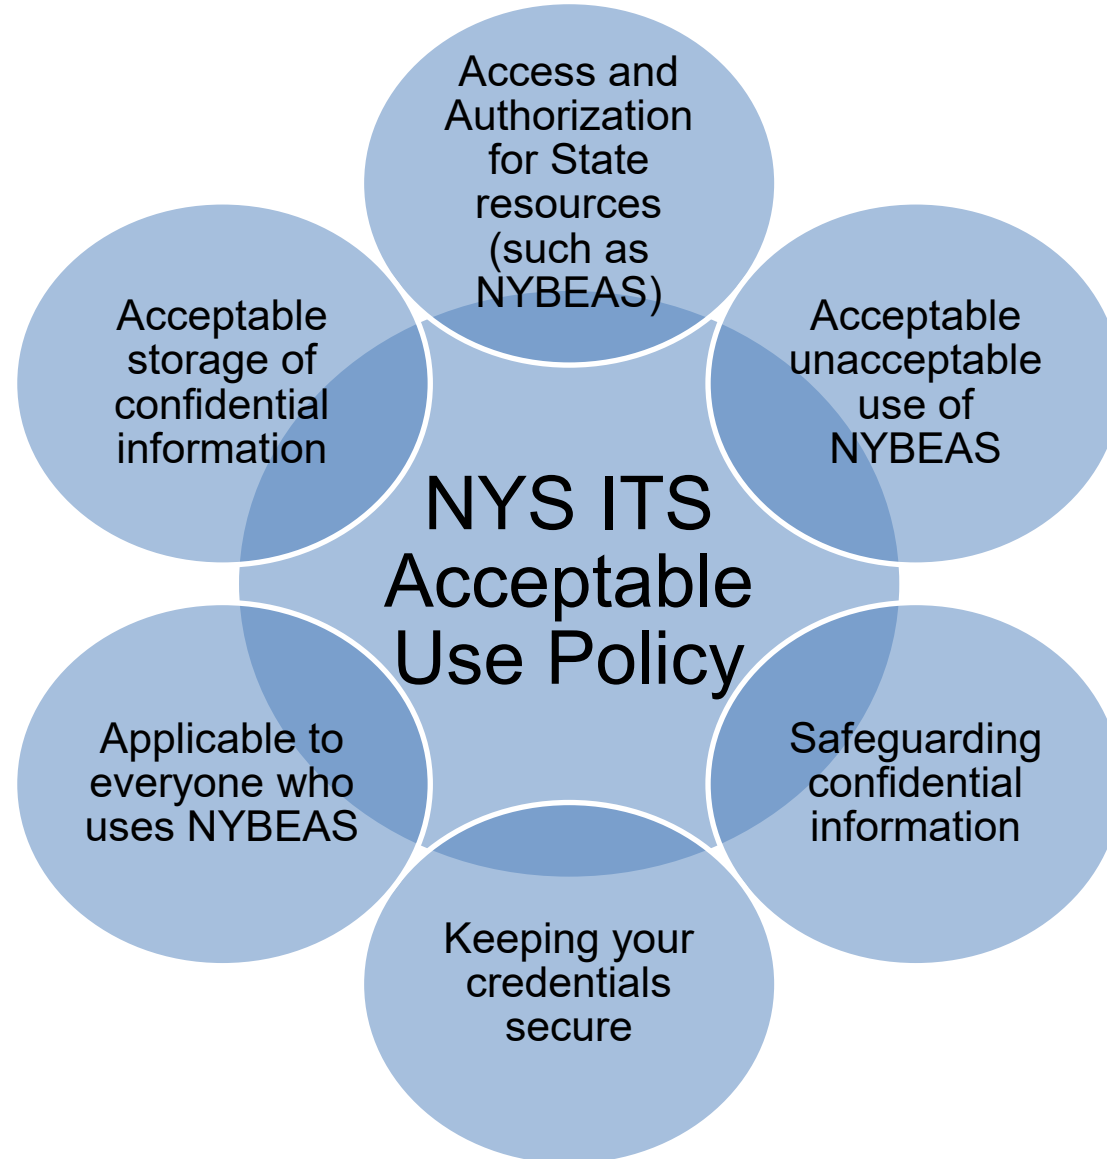 Access and
Authorization
for State
resources
(such as
NYBEAS)
Acceptable
unacceptable
use of
NYBEAS
Safeguarding
confidential
information
Keeping your
credentials
secure
Applicable to
everyone who
uses NYBEAS
Acceptable
storage of
confidential
information
NYS ITS
Acceptable
Use Policy